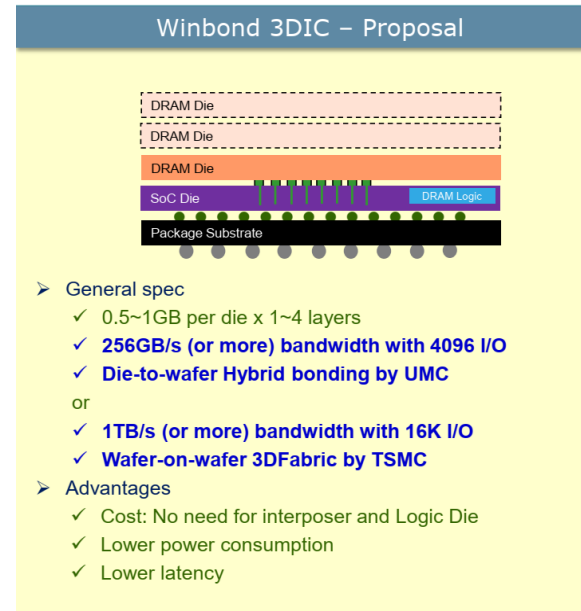 Winbond 3DIC – Proposal
DRAM Die
DRAM Die
DRAM Die
SoC Die
DRAM Logic
Package Substrate
➢ General spec
✓ 0.5~1GB per die x 1~4 layers
✓ 256GB/s (or more) bandwidth with 4096 I/O
✓ Die-to-wafer Hybrid bonding by UMC
or
✓ 1TB/s (or more) bandwidth with 16K I/O
✓ Wafer-on-wafer 3DFabric by TSMC
➢ Advantages
✓ Cost: No need for interposer and Logic Die
✓ Lower power consumption
✓ Lower latency